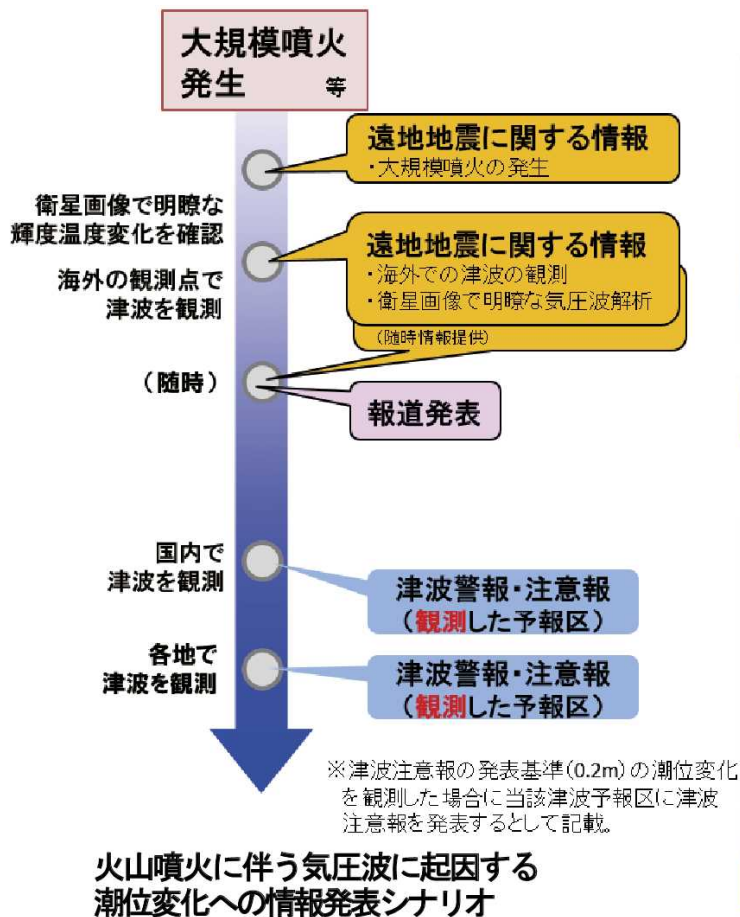 大規模噴火
発生 等
遠地地震に関する情報
・大規模噴火の発生
衛星画像で明瞭な
輝度温度変化を確認
海外の観測点で
津波を観測
遠地地震に関する情報
・海外での津波の観測
・衛星画像で明瞭な気圧波解析
(随時情報提供)
(随時)
報道発表
国内で
津波を観測
津波警報・注意報
(観測した予報区)
各地で
津波を観測
津波警報・注意報
(観測した予報区)
※津波注意報の発表基準(0.2m)の潮位変化
を観測した場合に当該津波予報区に津波
注意報を発表するとして記載。
火山噴火に伴う気圧波に起因する
潮位変化への情報発表シナリオ